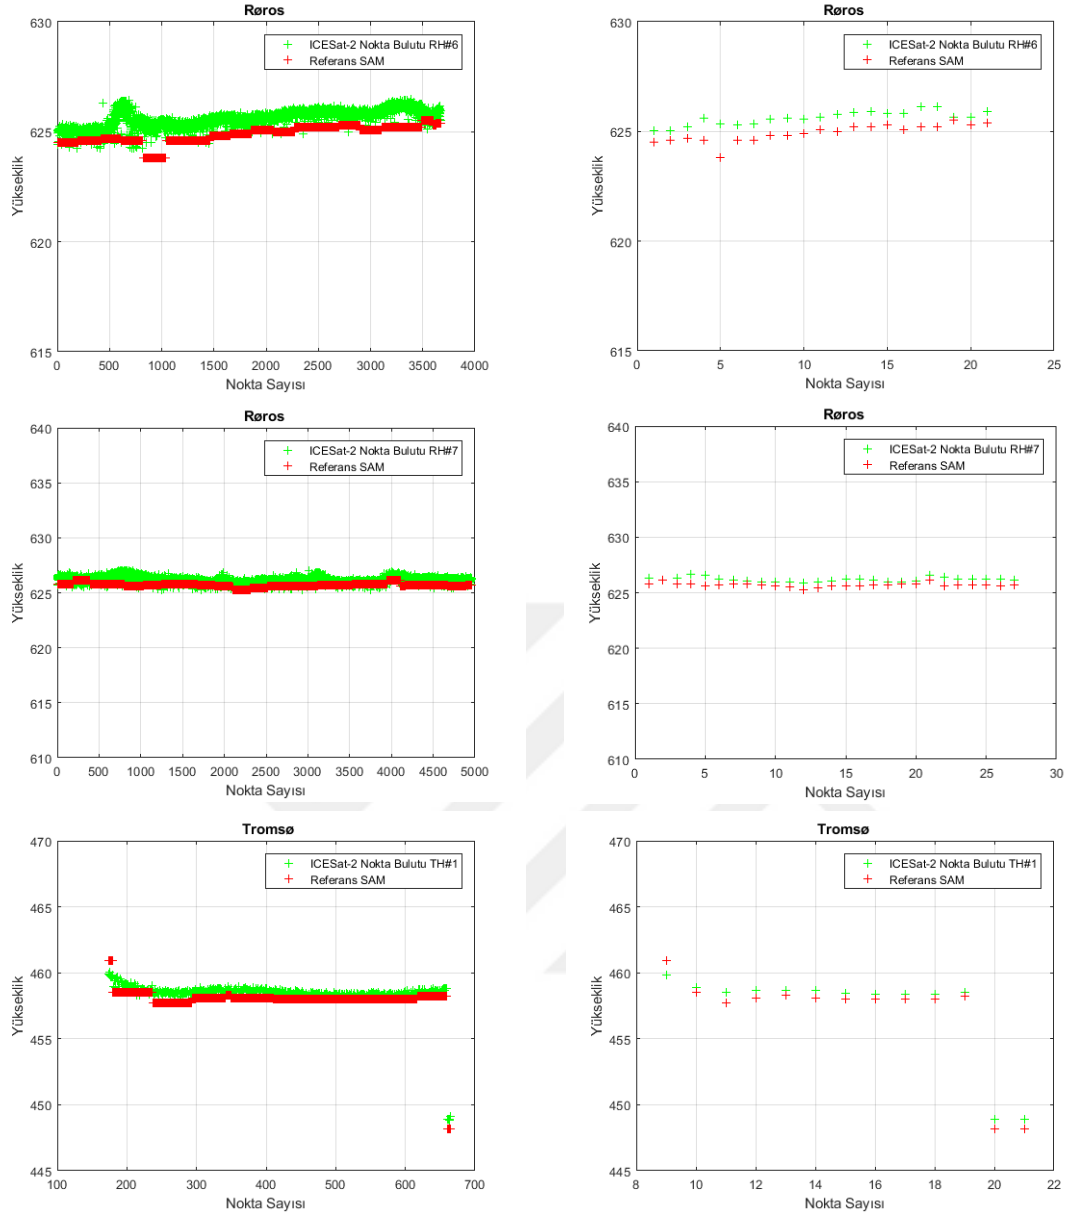 Røros
630
625
620
615
Yükseklik
ICESat-2 Nokta Bulutu RH#6
Referans SAM
0 500 1000 1500 2000 2500 3000 3500 4000
Nokta Sayısı
Røros
630
625
620
615
Yükseklik
ICESat-2 Nokta Bulutu RH#6
Referans SAM
0 5 10 15 20 25
Nokta Sayısı
Røros
640
635
630
625
620
615
610
Yükseklik
ICESat-2 Nokta Bulutu RH#7
Referans SAM
0 500 1000 1500 2000 2500 3000 3500 4000 4500 5000
Nokta Sayısı
Røros
640
635
630
625
620
615
610
Yükseklik
ICESat-2 Nokta Bulutu RH#7
Referans SAM
0 5 10 15 20 25 30
Nokta Sayısı
Tromsø
470
465
460
455
450
445
Yükseklik
ICESat-2 Nokta Bulutu TH#1
Referans SAM
100 200 300 400 500 600 700
Nokta Sayısı
Tromsø
470
465
460
455
450
445
Yükseklik
ICESat-2 Nokta Bulutu TH#1
Referans SAM
8 10 12 14 16 18 20 22
Nokta Sayısı